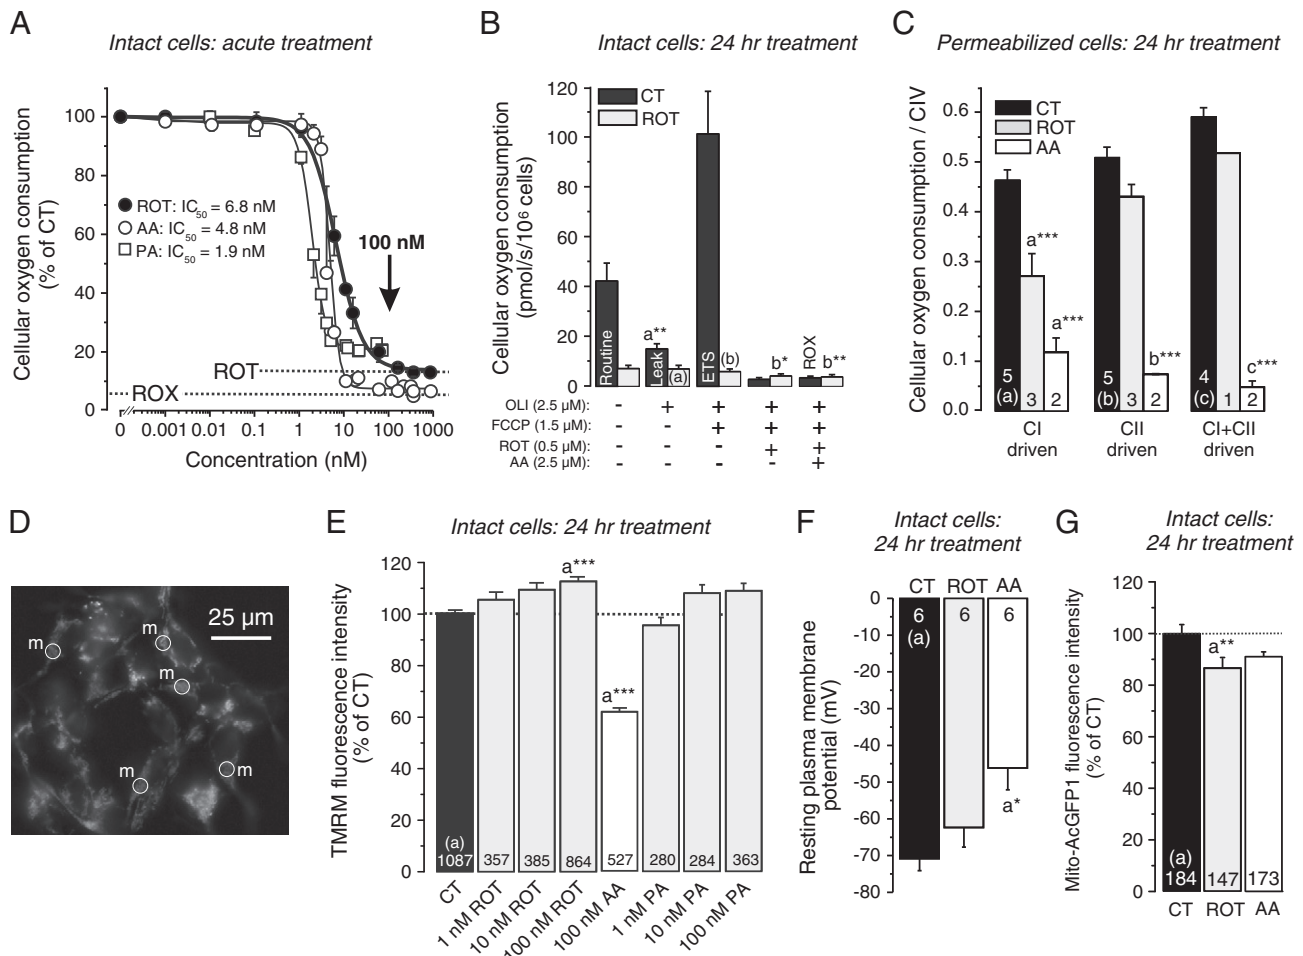 A
Intact cells: acute treatment
Cellular oxygen consumption
(% of CT)
100
80
60
40
20
0
ROT: IC50 = 6.8 nM
AA: IC50 = 4.8 nM
PA: IC50 = 1.9 nM
100 nM
ROT
ROX
0 0.001 0.01 0.1 1 10 100 1000
Concentration (nM)
B
Intact cells: 24 hr treatment
Cellular oxygen consumption
(pmol/s/10⁶ cells)
120
100
80
60
40
20
0
CT
ROT
Routine
a**
Leak
(a)
ETS
(b)
b*
ROX
b**
OLI (2.5 µM): - + + + +
FCCP (1.5 µM): - - + + +
ROT (0.5 µM): - - - + +
AA (2.5 µM): - - - - +
C
Permeabilized cells: 24 hr treatment
Cellular oxygen consumption / CIV
0.6
0.5
0.4
0.3
0.2
0.1
0.0
CT
ROT
AA
a***
a***
b***
c***
5
(a)
3
2
5
(b)
3
2
4
(c)
1
2
CI
driven
CII
driven
CI+CII
driven
D
25 µm
m
m
m
m
m
E
Intact cells: 24 hr treatment
TMRM fluorescence intensity
(% of CT)
120
100
80
60
40
20
0
a***
a***
(a)
1087 357 385 864 527 280 284 363
CT
1 nM ROT
10 nM ROT
100 nM ROT
100 nM AA
1 nM PA
10 nM PA
100 nM PA
F
Intact cells:
24 hr treatment
Resting plasma membrane
potential (mV)
CT ROT AA
0
-10
-20
-30
-40
-50
-60
-70
-80
6
(a)
6
6
a*
G
Intact cells:
24 hr treatment
Mito-AcGFP1 fluorescence intensity
(% of CT)
120
100
80
60
40
20
0
a**
(a)
184 147 173
CT ROT AA